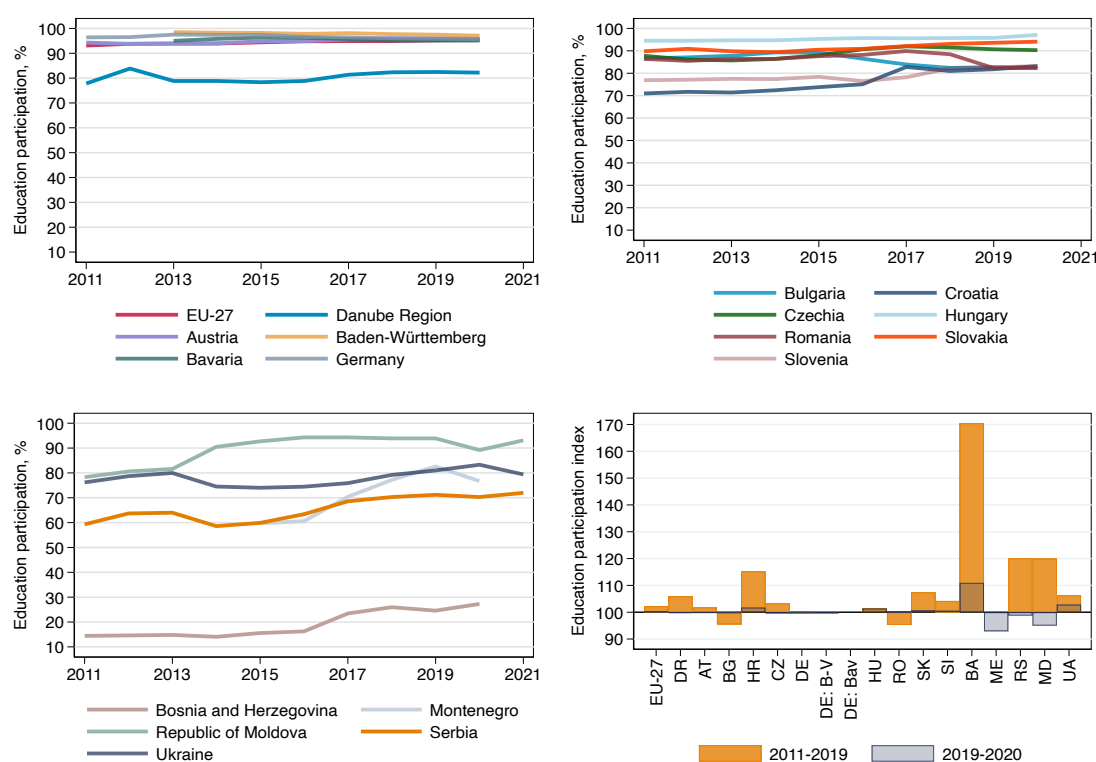 Education participation, %
100
90
80
70
60
50
40
30
20
10
2011 2013 2015 2017 2019 2021
EU-27 Danube Region
Austria Baden-Württemberg
Bavaria Germany
Education participation, %
100
90
80
70
60
50
40
30
20
10
2011 2013 2015 2017 2019 2021
Bulgaria Croatia
Czechia Hungary
Romania Slovakia
Slovenia
Education participation, %
100
90
80
70
60
50
40
30
20
10
2011 2013 2015 2017 2019 2021
Bosnia and Herzegovina Montenegro
Republic of Moldova Serbia
Ukraine
Education participation index
170
160
150
140
130
120
110
100
90
EU-27 DR AT BG HR CZ DE DE: B-V DE: Bav HU RO SK SI BA ME RS MD UA
2011-2019 2019-2020